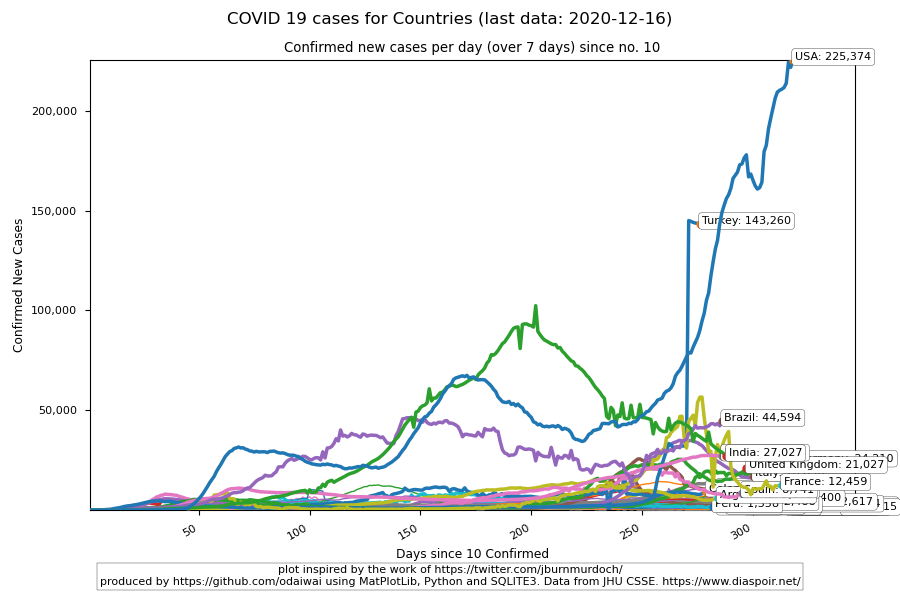 COVID 19 cases for Countries (last data: 2020-12-16)
Confirmed new cases per day (over 7 days) since no. 10
USA: 225,374
200,000
Turkey: 143,260
150,000
Confirmed New Cases
100,000
50,000
Brazil: 44,594
India: 27,027
United Kingdom: 21,027
France: 12,459
Peru: 1,558
50
100
150
200
250
300
Days since 10 Confirmed
plot inspired by the work of https://twitter.com/jburnmurdoch/
produced by https://github.com/odaiwai using MatPlotLib, Python and SQLITE3. Data from JHU CSSE. https://www.diaspoir.net/